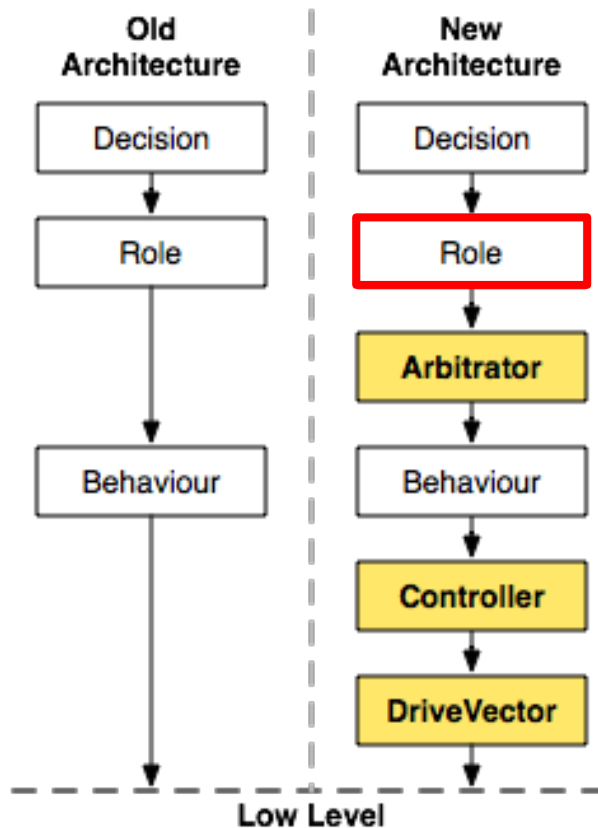 Old
Architecture
Decision
Role
Behaviour
New
Architecture
Decision
Role
Arbitrator
Behaviour
Controller
DriveVector
Low Level